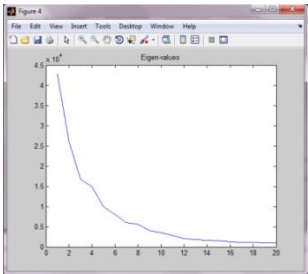 Figure 4
File Edit View Insert Tools Desktop Window Help
Eigen-values
x 10^4
4.5
4
3.5
3
2.5
2
1.5
1
0.5
0
0 2 4 6 8 10 12 14 16 18 20